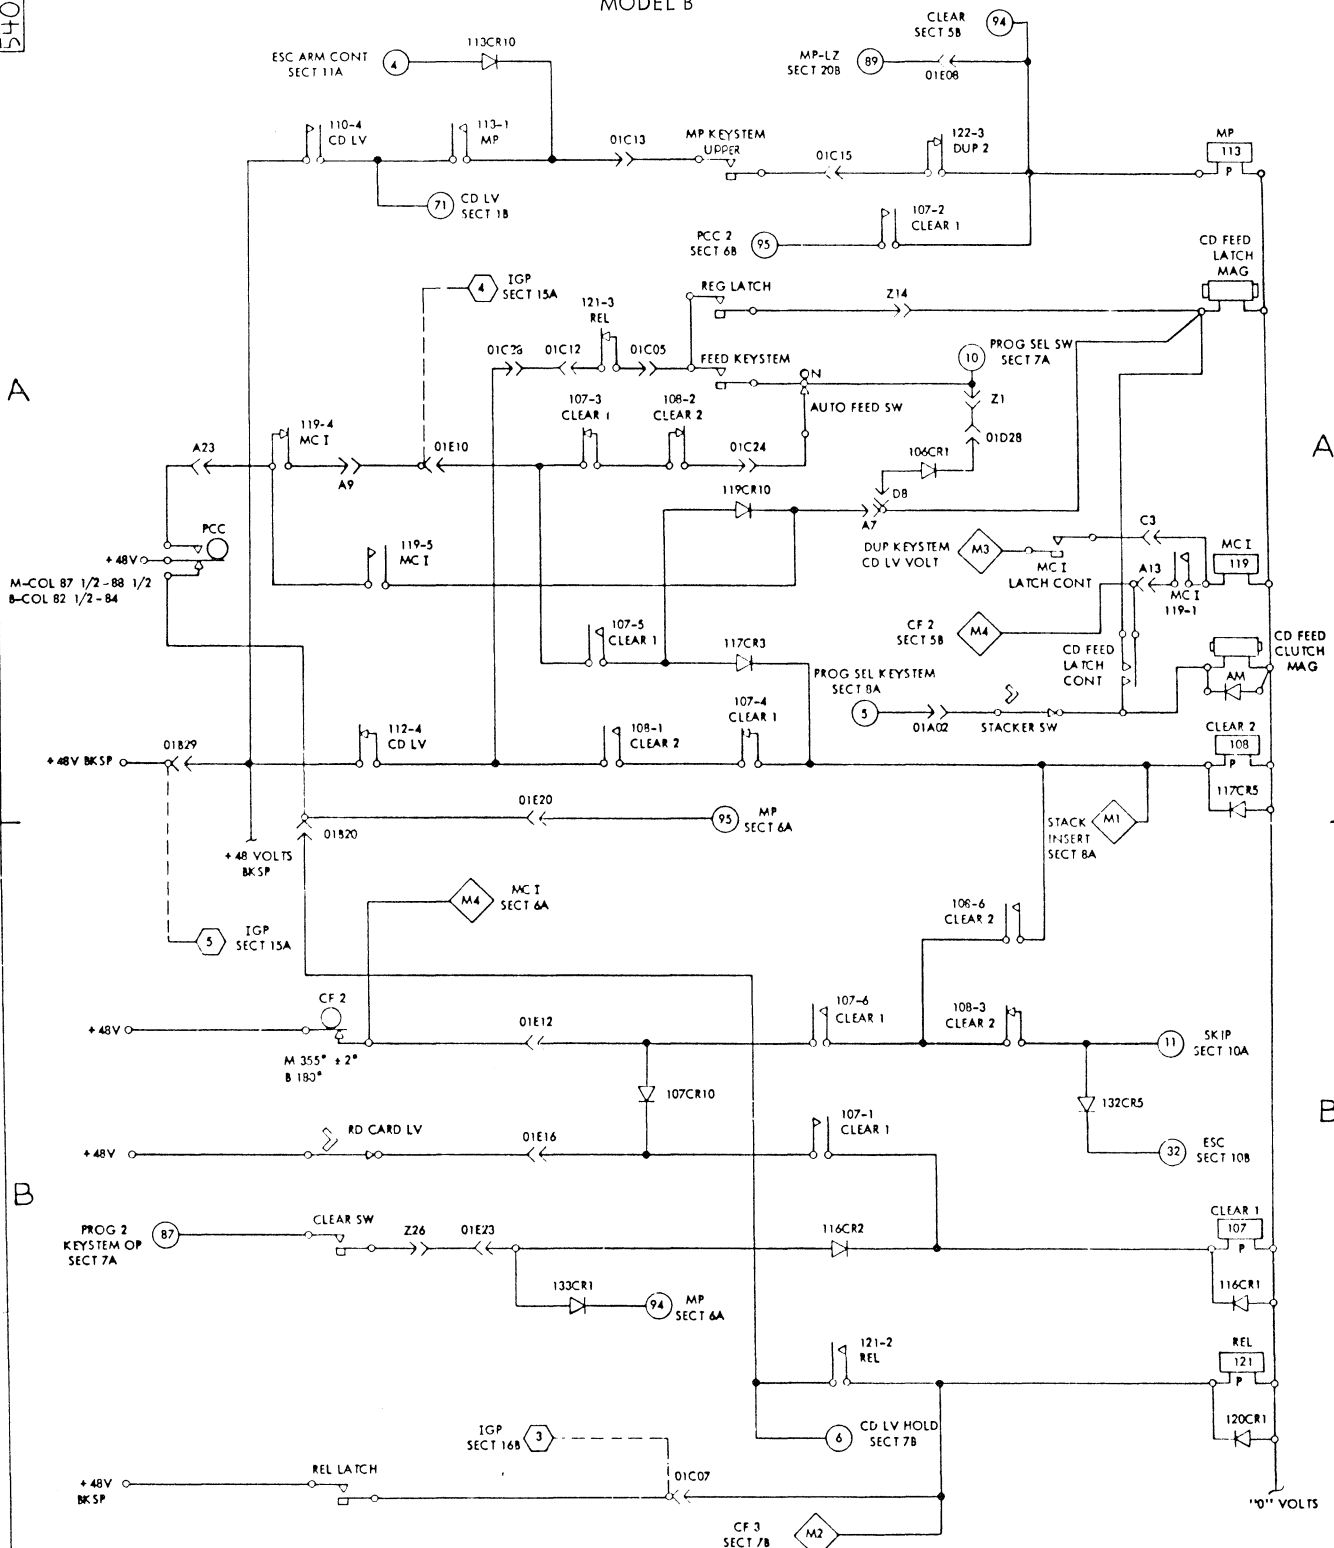 540
MODEL B
CLEAR
SECT 5B
94
113CR10
ESC ARM CONT
SECT 11A
4
MP-LZ
SECT 20B
89
01E08
110-4
CD LV
113-1
MP
01C13
MP KEYSTEM
UPPER
01C15
122-3
DUP 2
MP
113
P
71
CD LV
SECT 1B
107-2
CLEAR 1
PCC 2
SECT 6B
95
CD FEED
LATCH
MAG
4
IGP
SECT 15A
REG LATCH
Z14
121-3
REL
01C12
01C05
FEED KEYSTEM
10
PROG SEL SW
SECT 7A
ON
A
AUTO FEED SW
Z1
107-3
CLEAR 1
108-2
CLEAR 2
119-4
MC I
A23
01E10
01C24
01D28
A
A9
106CR1
119CR10
D8
A7
PCC
+48V
M-COL 87 1/2-88 1/2
B-COL 82 1/2-84
119-5
MC I
DUP KEYSTEM
CD LV VOLT
M3
C3
MC I
LATCH CONT
MC I
119
A13
MC I
119-1
107-5
CLEAR 1
117CR3
CF 2
SECT 5B
M4
CD FEED
LATCH
CONT
CD FEED
CLUTCH
MAG
AM
PROG SEL KEYSTEM
SECT 8A
5
01A02
STACKER SW
107-4
CLEAR 1
112-4
CD LV
108-1
CLEAR 2
CLEAR 2
108
P
+48V BKSP
01B29
117CR5
01E20
95
MP
SECT 6A
01B20
STACK
INSERT
SECT 8A
M1
+48 VOLTS
BKSP
M4
MC I
SECT 6A
108-6
CLEAR 2
5
IGP
SECT 15A
CF 2
+48V
M 355° ±2°
B 180°
01E12
107-6
CLEAR 1
108-3
CLEAR 2
11
SKIP
SECT 10A
107CR10
132CR5
B
RD CARD LV
+48V
01E16
107-1
CLEAR 1
32
ESC
SECT 10B
B
PROG 2
KEYSTEM OP
SECT 7A
87
CLEAR SW
Z26
01E23
116CR2
CLEAR 1
107
P
133CR1
94
MP
SECT 6A
116CR1
121-2
REL
REL
121
P
120CR1
IGP
SECT 16B
3
6
CD LV HOLD
SECT 7B
+48V
BKSP
REL LATCH
01C07
"0" VOLTS
CF 3
SECT 7B
M2